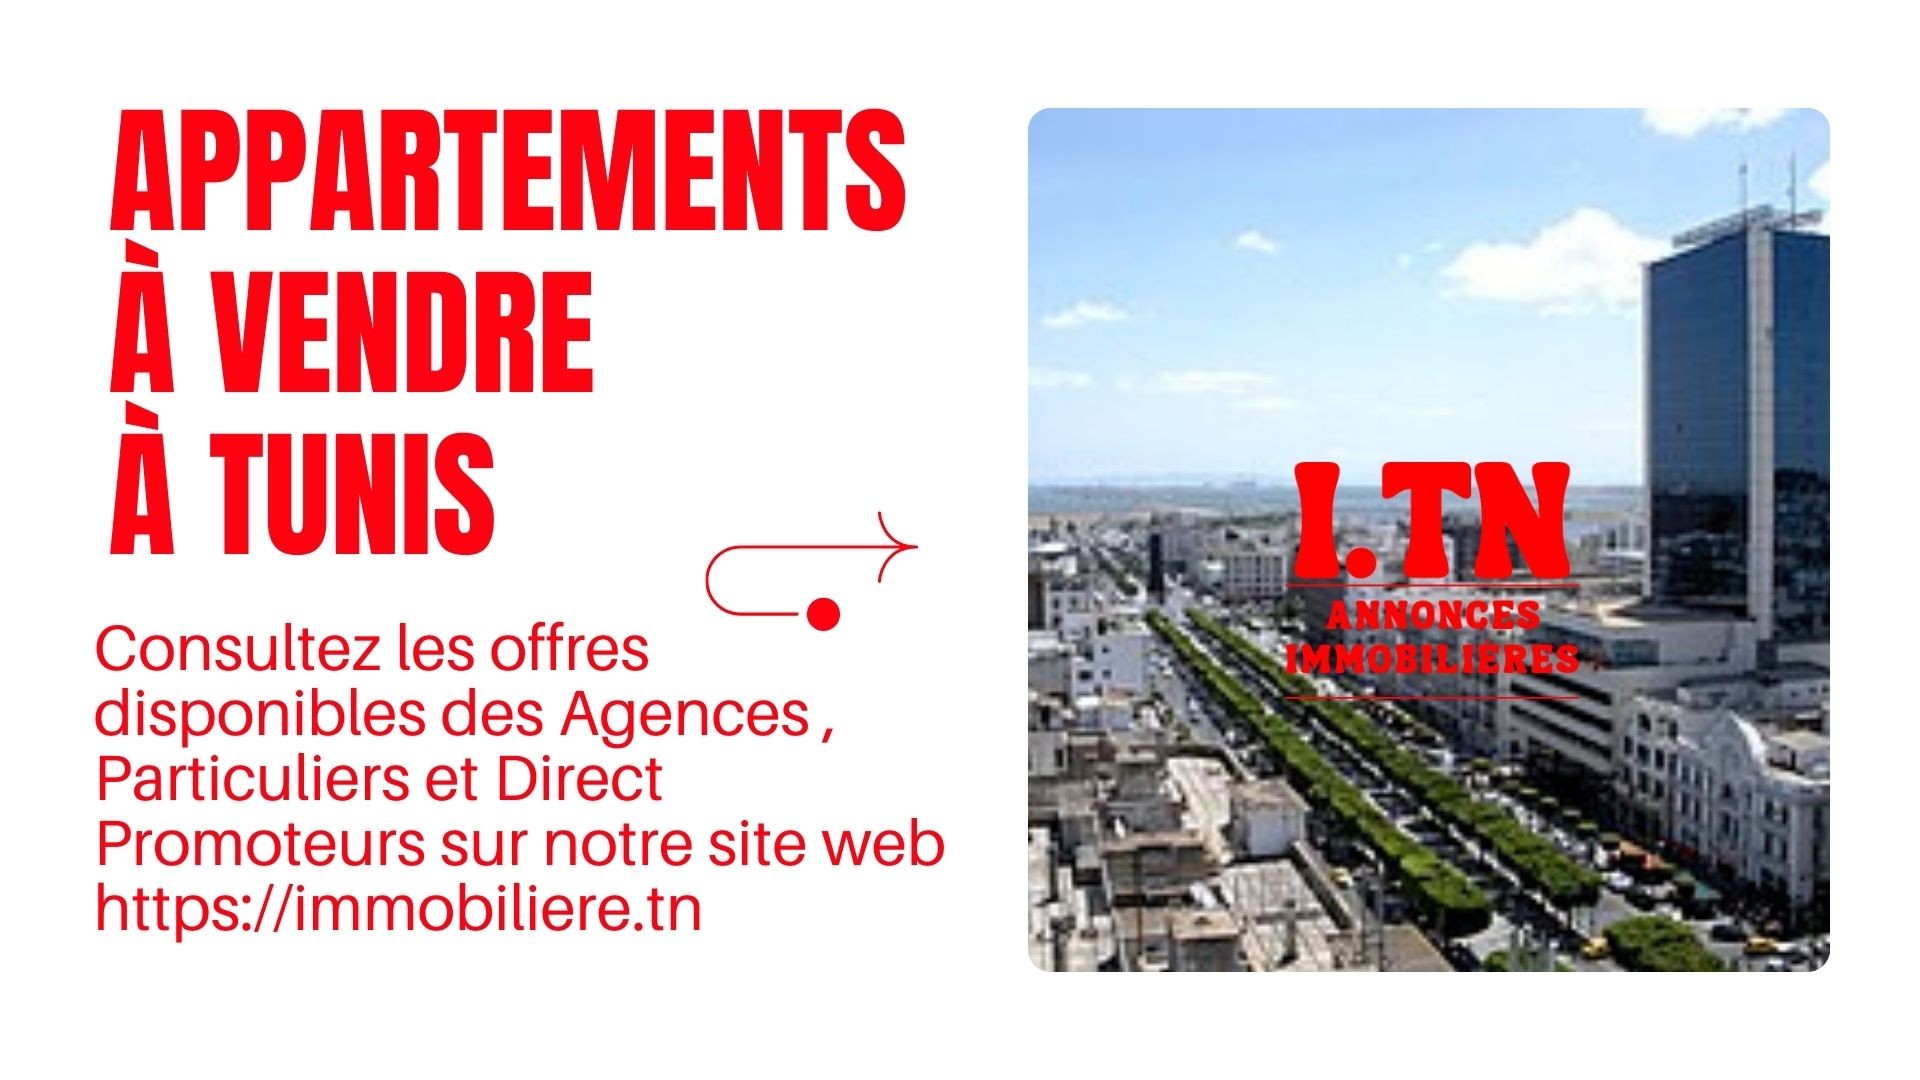 APPARTEMENTS
À VENDRE
À TUNIS
Consultez les offres
disponibles des Agences ,
Particuliers et Direct
Promoteurs sur notre site web
https://immobiliere.tn
I.TN
ANNONCES
IMMOBILIÈRES